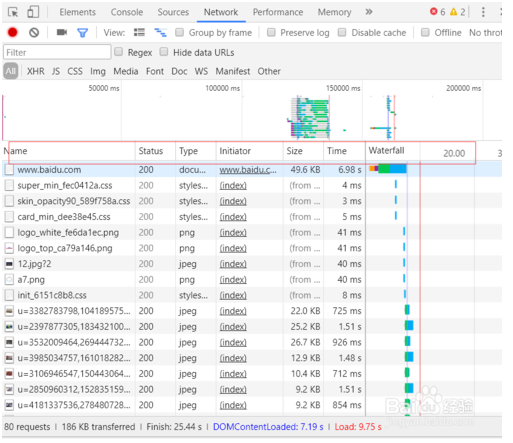 Elements Console Sources Network Performance Memory » 6 2
View: Group by frame Preserve log Disable cache Offline No thrott
Filter Regex Hide data URLs
All XHR JS CSS Img Media Font Doc WS Manifest Other
50000 ms 100000 ms 150000 ms 200000 ms
Name Status Type Initiator Size Time Waterfall 20.00 3
www.baidu.com 200 docu... www.baidu.c... 49.6 KB 6.98 s
super_min_fec0412a.css 200 styles... (index) (from ... 4 ms
skin_opacity90_589f758a.css 200 styles... (index) (from ... 3 ms
card_min_dee38e45.css 200 styles... (index) (from ... 5 ms
logo_white_fe6da1ec.png 200 png (index) (from ... 41 ms
logo_top_ca79a146.png 200 png (index) (from ... 41 ms
12.jpg?2 200 jpeg (index) (from ... 40 ms
a7.png 200 png (index) (from ... 40 ms
init_6151c8b8.css 200 styles... (index) (from ... 8 ms
u=3382783798,104189575... 200 jpeg (index) 22.0 KB 725 ms
u=2397877305,183432100... 200 jpeg (index) 25.2 KB 1.51 s
u=3532009464,269444732... 200 jpeg (index) 26.7 KB 926 ms
u=3985034757,161018282... 200 jpeg (index) 12.9 KB 1.48 s
u=3106946547,150443064... 200 jpeg (index) 10.4 KB 712 ms
u=2850960312,152835159... 200 jpeg (index) 9.2 KB 1.51 s
u=4181337536,278480728... 200 jpeg (index) 9.2 KB 854 ms
80 requests | 186 KB transferred | Finish: 25.44 s | DOMContentLoaded: 7.19 s | Load: 9.75 s